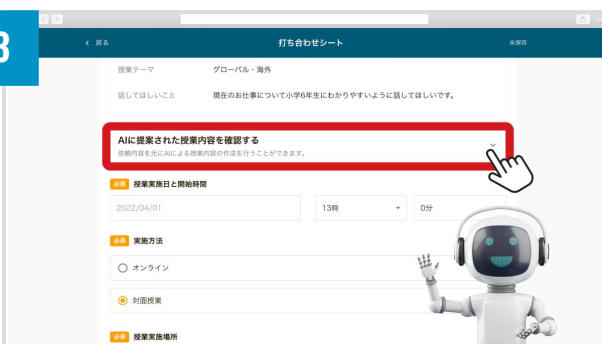 3
戻る
打ち合わせシート
未保存
授業テーマ
グローバル・海外
話してほしいこと
現在のお仕事について小学6年生にわかりやすいように話してほしいです。
AIに提案された授業内容を確認する
依頼内容を元にAIによる授業内容の作成を行うことができます。
必須 授業実施日と開始時間
2022/04/01
13時
0分
必須 実施方法
オンライン
対面授業
必須 授業実施場所